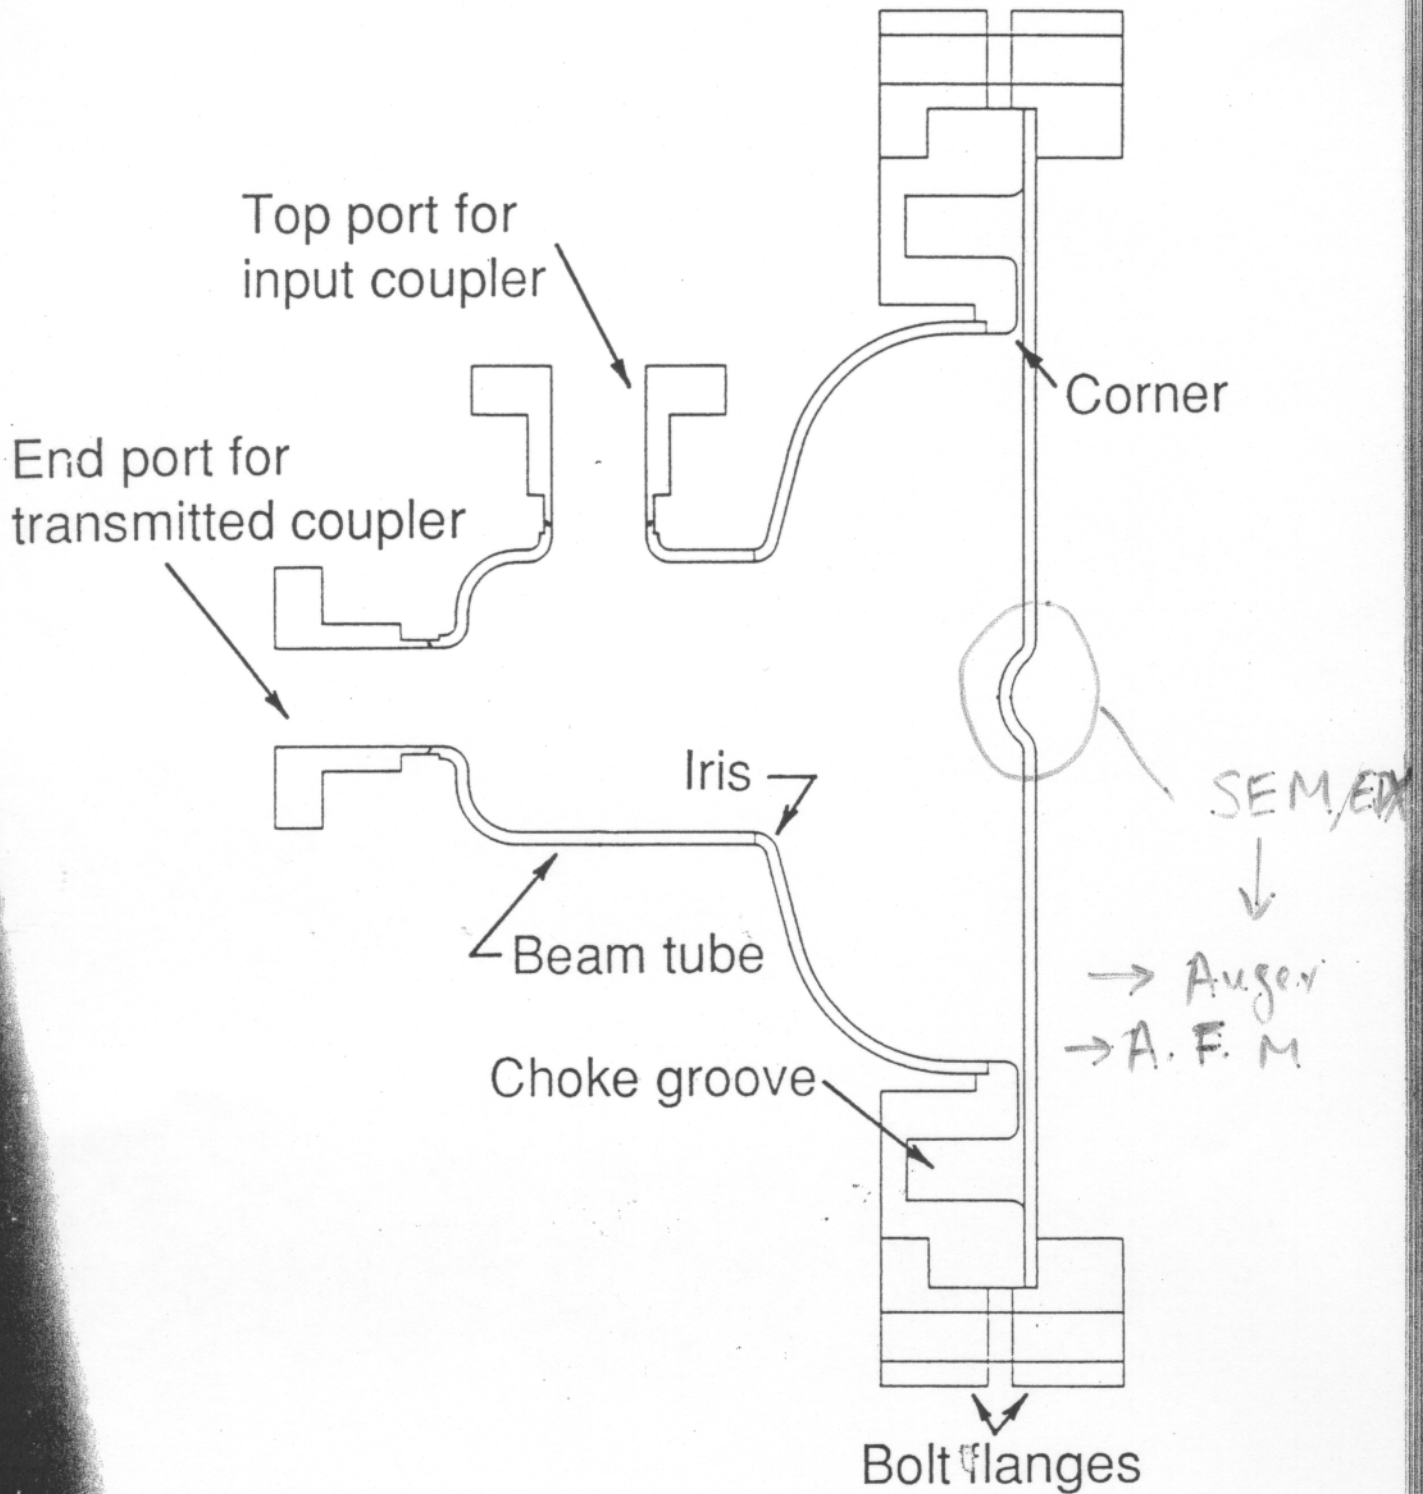 Top port for
input coupler
Corner
End port for
transmitted coupler
Iris
SEM/EDX
Beam tube
→ Auger
→ A. F. M
Choke groove
Bolt flanges